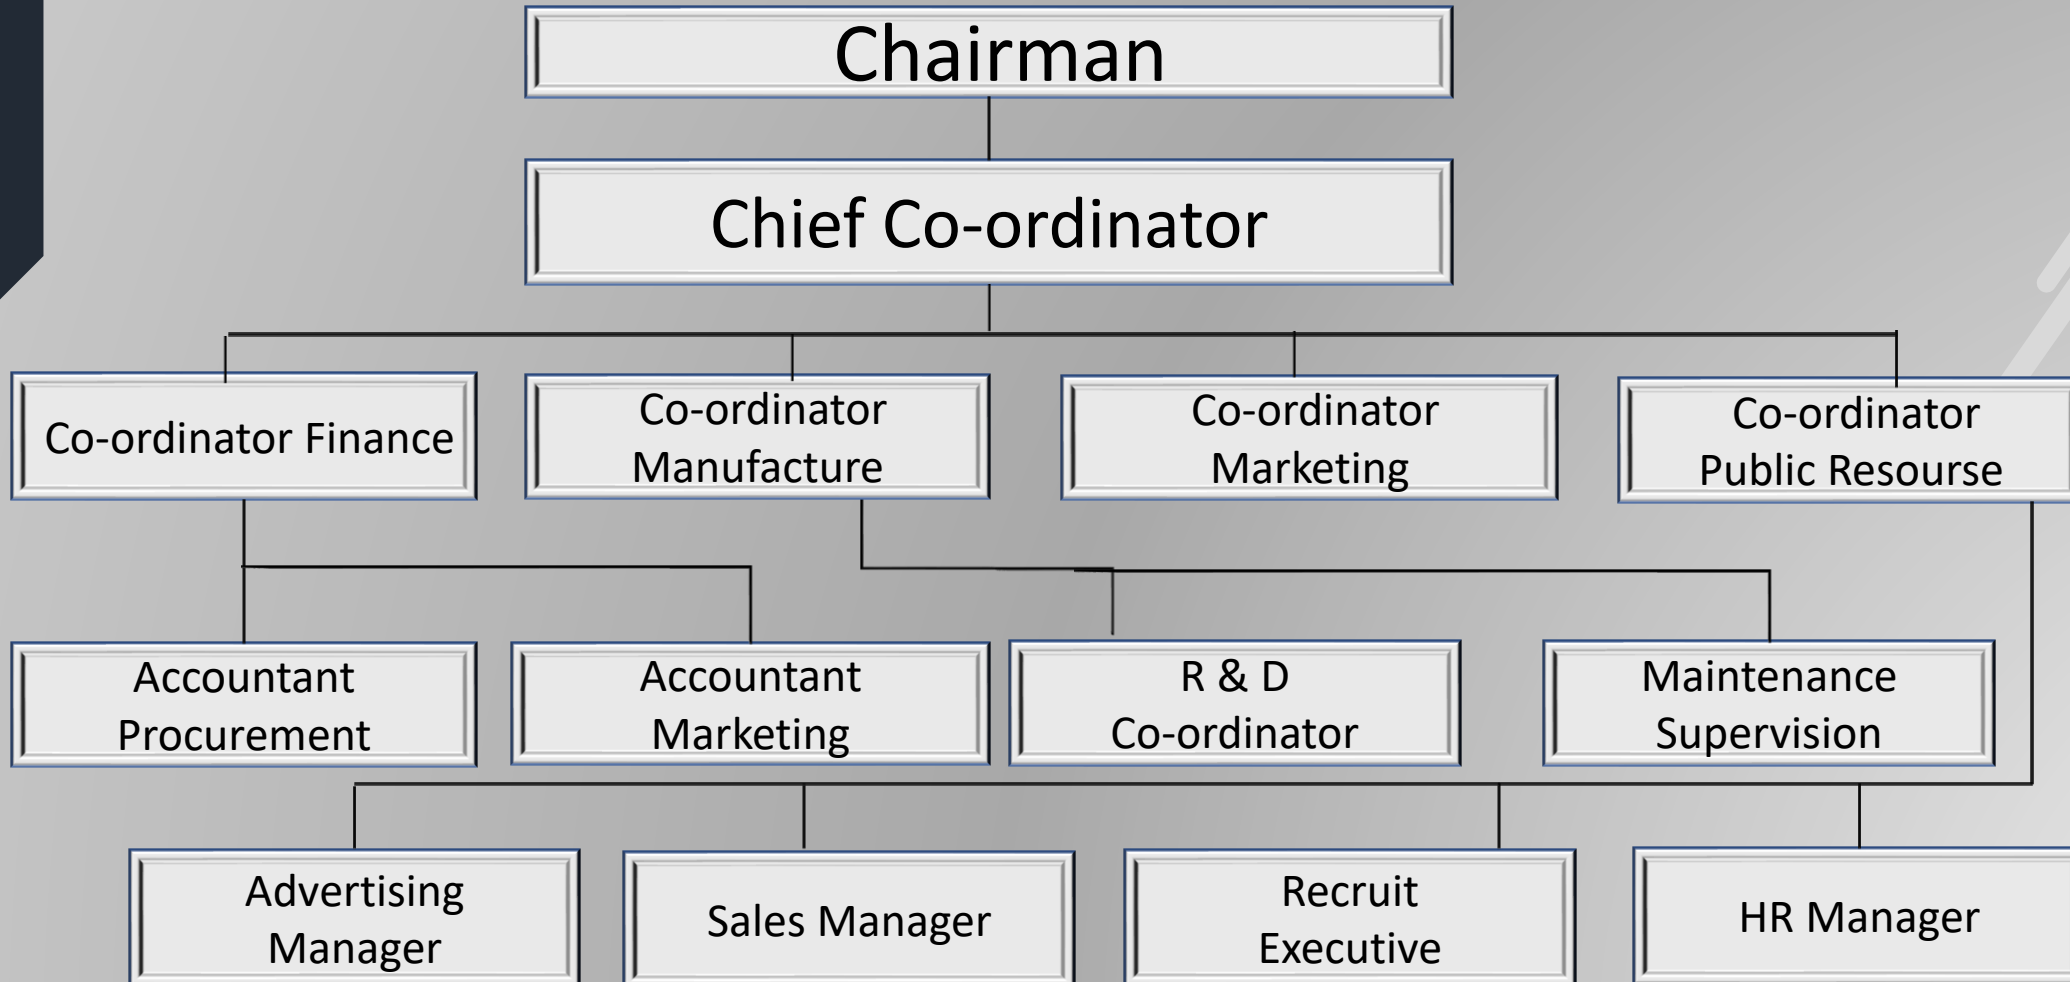 Chairman
Chief Co-ordinator
Co-ordinator Finance
Co-ordinator
Manufacture
Co-ordinator
Marketing
Co-ordinator
Public Resourse
Accountant
Procurement
Accountant
Marketing
R & D
Co-ordinator
Maintenance
Supervision
Advertising
Manager
Sales Manager
Recruit
Executive
HR Manager